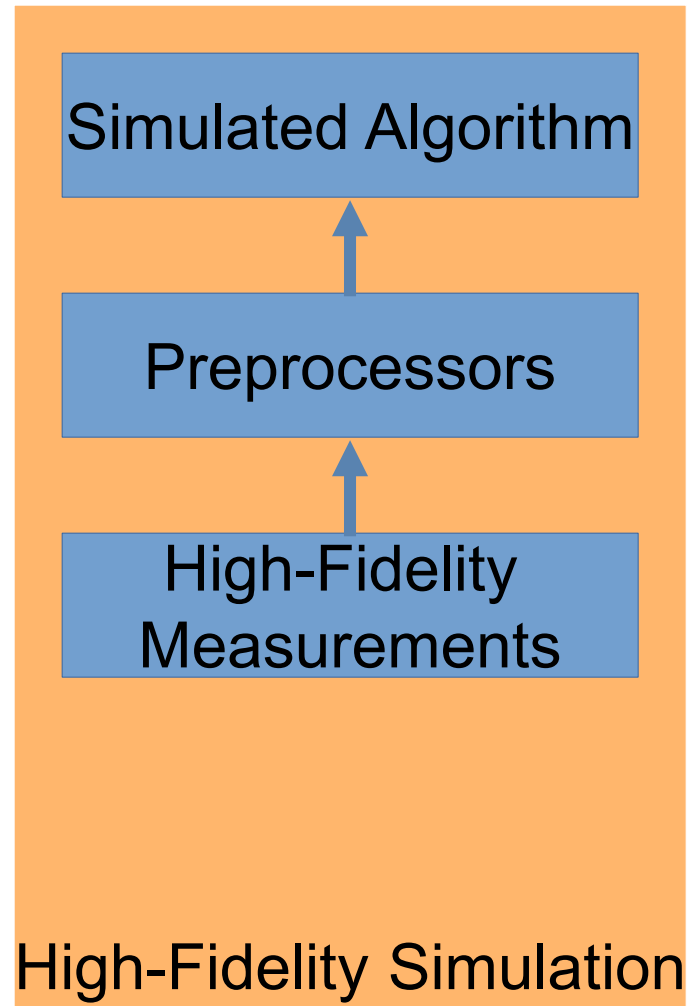 Simulated Algorithm
Preprocessors
High-Fidelity
Measurements
High-Fidelity Simulation